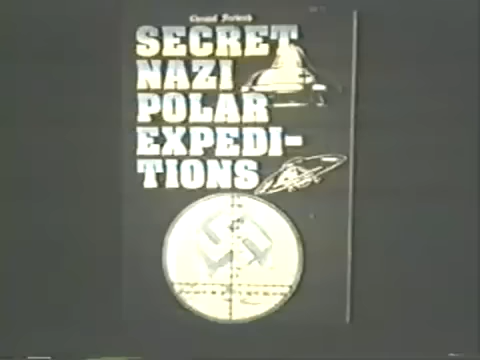 SECRET
NAZI
POLAR
EXPEDI-
TIONS